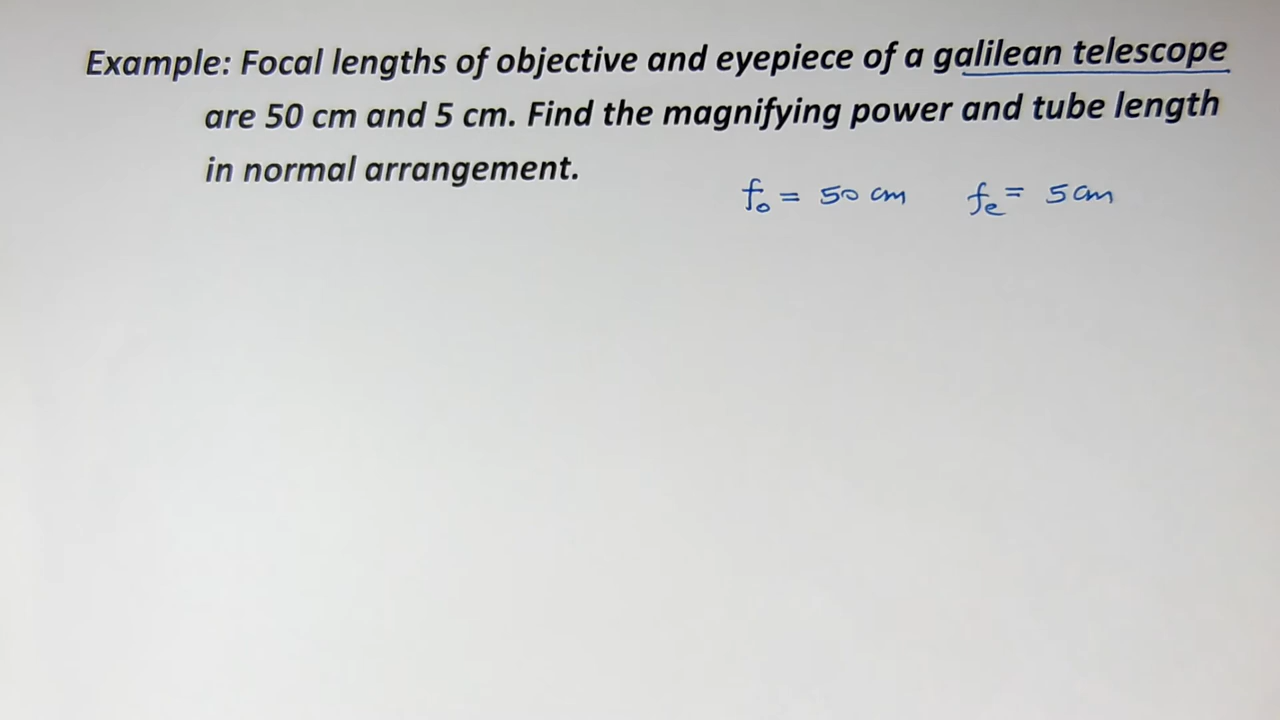 Example: Focal lengths of objective and eyepiece of a galilean telescope
are 50 cm and 5 cm. Find the magnifying power and tube length
in normal arrangement.
fₒ = 50 cm fₑ = 5 cm